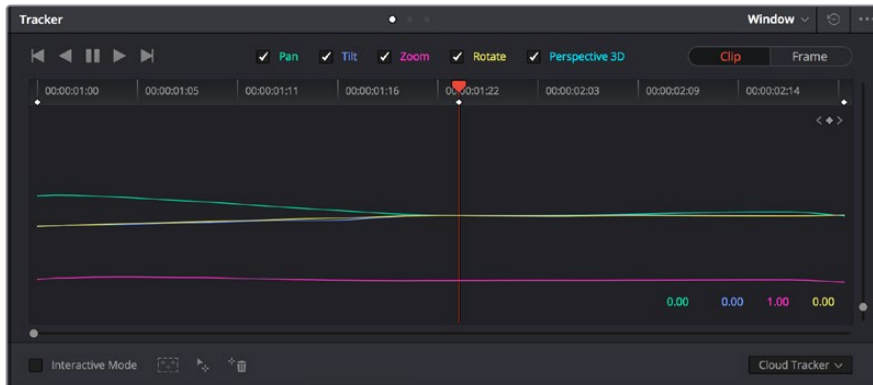 Tracker Window
Pan Tilt Zoom Rotate Perspective 3D Clip Frame
00:00:01:00 00:00:01:05 00:00:01:11 00:00:01:16 00:00:01:22 00:00:02:03 00:00:02:09 00:00:02:14
0.00 0.00 1.00 0.00
Interactive Mode Cloud Tracker